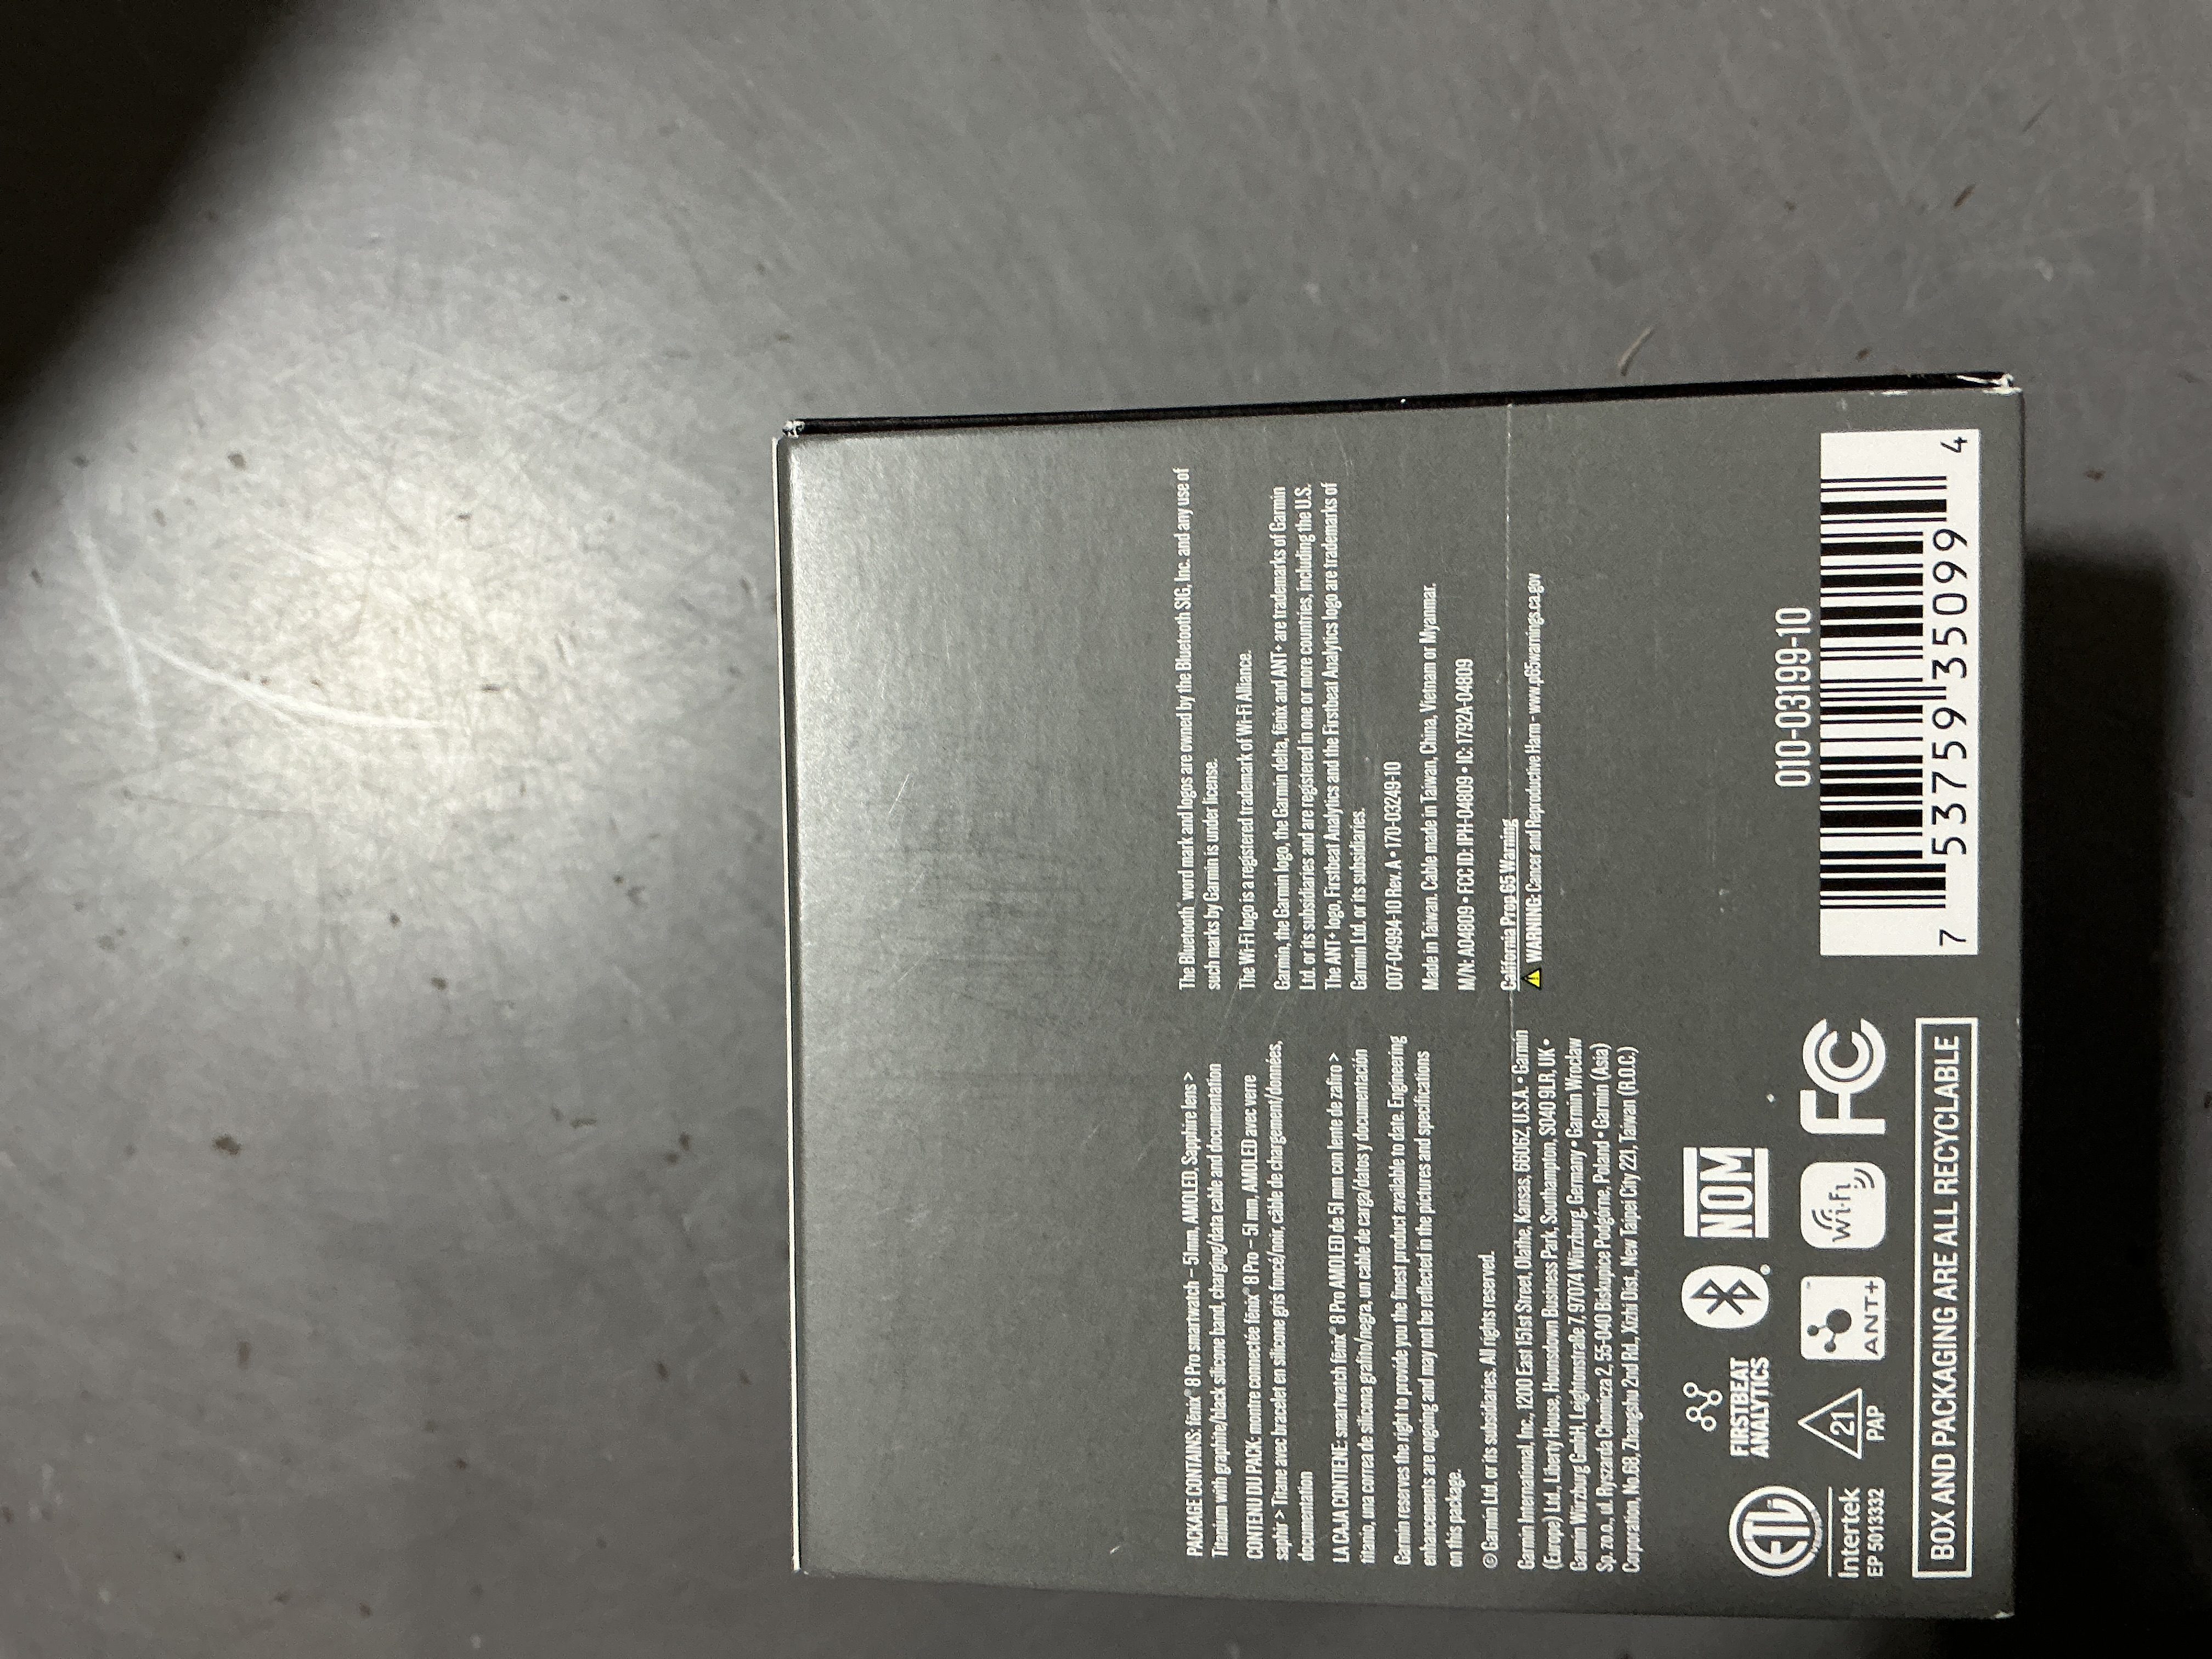 PACKAGE CONTAINS: fēnix® 8 Pro smartwatch – 51mm, AMOLED, Sapphire lens >
Titanium with graphite/black silicone band, charging/data cable and documentation
CONTENU DU PACK: montre connectée fēnix® 8 Pro – 51 mm, AMOLED avec verre
saphir > Titane avec bracelet en silicone gris foncé/noir, câble de chargement/données,
documentation
LA CAJA CONTIENE: smartwatch fēnix® 8 Pro AMOLED de 51 mm con lente de zafiro >
titanio, una correa de silicona grafito/negra, un cable de carga/datos y documentación
Garmin reserves the right to provide you the finest product available to date. Engineering
enhancements are ongoing and may not be reflected in the pictures and specifications
on this package.
© Garmin Ltd. or its subsidiaries. All rights reserved.
Garmin International, Inc., 1200 East 151st Street, Olathe, Kansas, 66062, U.S.A. • Garmin
(Europe) Ltd., Liberty House, Hounsdown Business Park, Southampton, SO40 9LR, UK •
Garmin Würzburg GmbH, Leightonstraße 7, 97074 Würzburg, Germany • Garmin Wrocław
Sp. zo.o., ul. Ryszarda Chomicza 2, 55-040 Biskupice Podgórne, Poland • Garmin (Asia)
Corporation, No.68, Zhangshu 2nd Rd., Xizhi Dist., New Taipei City 221, Taiwan (R.O.C.)
The Bluetooth® word mark and logos are owned by the Bluetooth SIG, Inc. and any use of
such marks by Garmin is under license.
The Wi-Fi logo is a registered trademark of Wi-Fi Alliance.
Garmin, the Garmin logo, the Garmin delta, fēnix and ANT+ are trademarks of Garmin
Ltd. or its subsidiaries and are registered in one or more countries, including the U.S.
The ANT+ logo, Firstbeat Analytics and the Firstbeat Analytics logo are trademarks of
Garmin Ltd. or its subsidiaries.
007-04994-10 Rev. A • 170-03249-10
Made in Taiwan. Cable made in Taiwan, China, Vietnam or Myanmar.
M/N: A04809 • FCC ID: IPH-04809 • IC: 1792A-04809
California Prop 65 Warning
WARNING: Cancer and Reproductive Harm - www.p65warnings.ca.gov
ETL
Intertek
EP 501332
FIRSTBEAT
ANALYTICS
NOM
21
PAP
ANT+
Wi-Fi
FC
BOX AND PACKAGING ARE ALL RECYCLABLE
010-03199-10
7 53759 35099 4